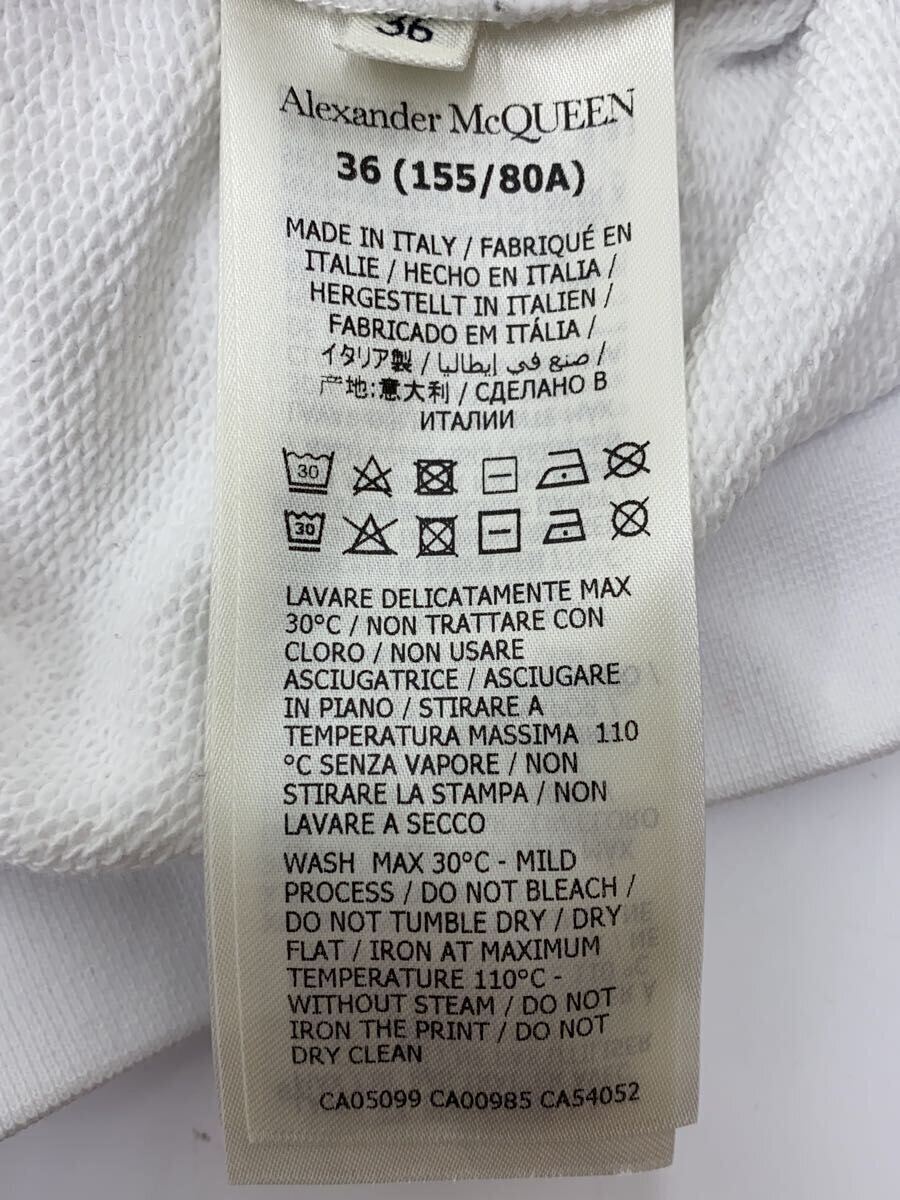 36
Alexander McQUEEN
36 (155/80A)
MADE IN ITALY / FABRIQUÉ EN
ITALIE / HECHO EN ITALIA /
HERGESTELLT IN ITALIEN /
FABRICADO EM ITÁLIA /
イタリア製 / صنع في إيطاليا /
产地:意大利 / СДЕЛАНО В
ИТАЛИИ
30
30
LAVARE DELICATAMENTE MAX
30°C / NON TRATTARE CON
CLORO / NON USARE
ASCIUGATRICE / ASCIUGARE
IN PIANO / STIRARE A
TEMPERATURA MASSIMA 110
°C SENZA VAPORE / NON
STIRARE LA STAMPA / NON
LAVARE A SECCO
WASH MAX 30°C - MILD
PROCESS / DO NOT BLEACH /
DO NOT TUMBLE DRY / DRY
FLAT / IRON AT MAXIMUM
TEMPERATURE 110°C -
WITHOUT STEAM / DO NOT
IRON THE PRINT / DO NOT
DRY CLEAN
CA05099 CA00985 CA54052